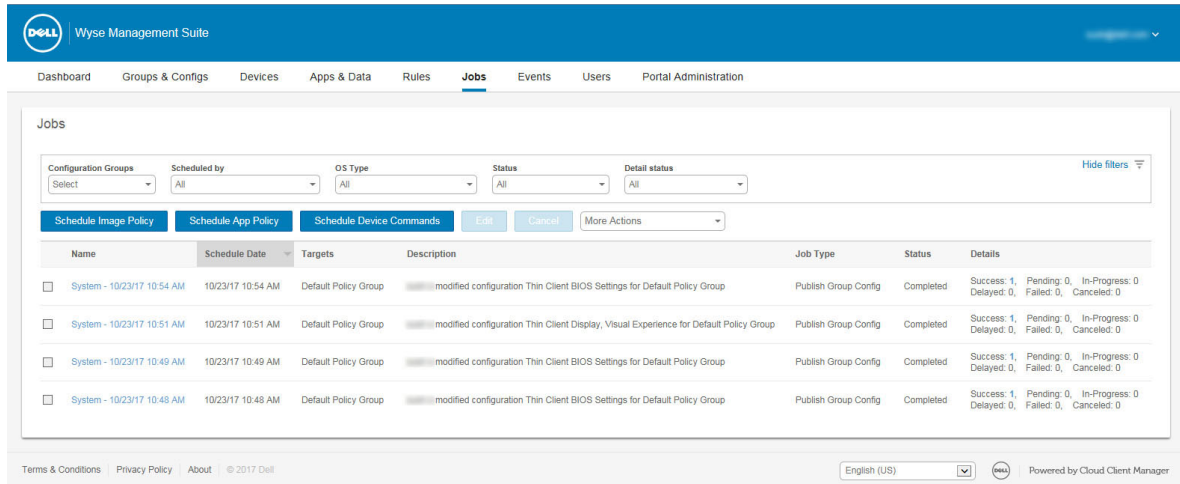 DELL Wyse Management Suite
Dashboard Groups & Configs Devices Apps & Data Rules Jobs Events Users Portal Administration
Jobs
Hide filters
Configuration Groups Scheduled by OS Type Status Detail status
Select All All All All
Schedule Image Policy Schedule App Policy Schedule Device Commands Edit Cancel More Actions
Name Schedule Date Targets Description Job Type Status Details
System - 10/23/17 10:54 AM 10/23/17 10:54 AM Default Policy Group modified configuration Thin Client BIOS Settings for Default Policy Group Publish Group Config Completed Success: 1, Pending: 0, In-Progress: 0
Delayed: 0, Failed: 0, Canceled: 0
System - 10/23/17 10:51 AM 10/23/17 10:51 AM Default Policy Group modified configuration Thin Client Display, Visual Experience for Default Policy Group Publish Group Config Completed Success: 1, Pending: 0, In-Progress: 0
Delayed: 0, Failed: 0, Canceled: 0
System - 10/23/17 10:49 AM 10/23/17 10:49 AM Default Policy Group modified configuration Thin Client BIOS Settings for Default Policy Group Publish Group Config Completed Success: 1, Pending: 0, In-Progress: 0
Delayed: 0, Failed: 0, Canceled: 0
System - 10/23/17 10:48 AM 10/23/17 10:48 AM Default Policy Group modified configuration Thin Client BIOS Settings for Default Policy Group Publish Group Config Completed Success: 1, Pending: 0, In-Progress: 0
Delayed: 0, Failed: 0, Canceled: 0
Terms & Conditions Privacy Policy About © 2017 Dell English (US) DELL Powered by Cloud Client Manager